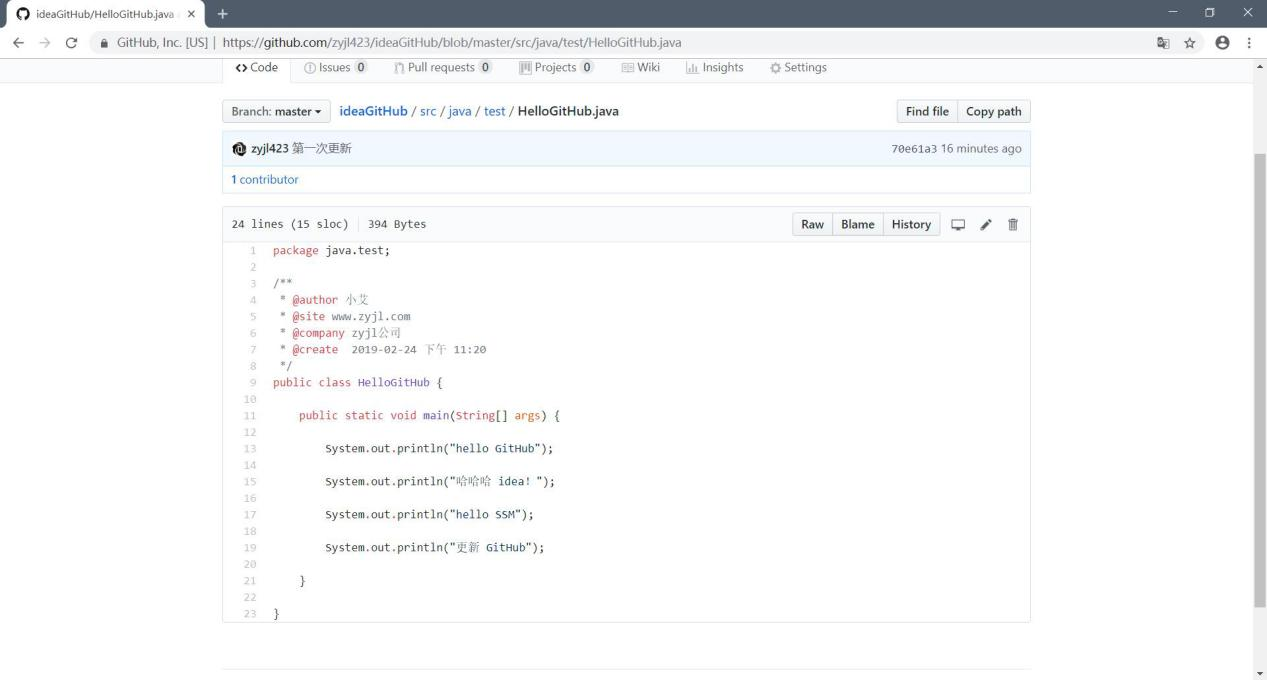 ideaGitHub/HelloGitHub.java
GitHub, Inc. [US] | https://github.com/zyjl423/ideaGitHub/blob/master/src/java/test/HelloGitHub.java
Code Issues 0 Pull requests 0 Projects 0 Wiki Insights Settings
Branch: master ideaGitHub / src / java / test / HelloGitHub.java Find file Copy path
zyjl423 第一次更新 70e61a3 16 minutes ago
1 contributor
24 lines (15 sloc) 394 Bytes Raw Blame History
1 package java.test;
2
3 /**
4 * @author 小艾
5 * @site www.zyjl.com
6 * @company zyjl公司
7 * @create  2019-02-24 下午 11:20
8 */
9 public class HelloGitHub {
10
11 public static void main(String[] args) {
12
13 System.out.println("hello GitHub");
14
15 System.out.println("哈哈哈 idea! ");
16
17 System.out.println("hello SSM");
18
19 System.out.println("更新 GitHub");
20
21 }
22
23 }